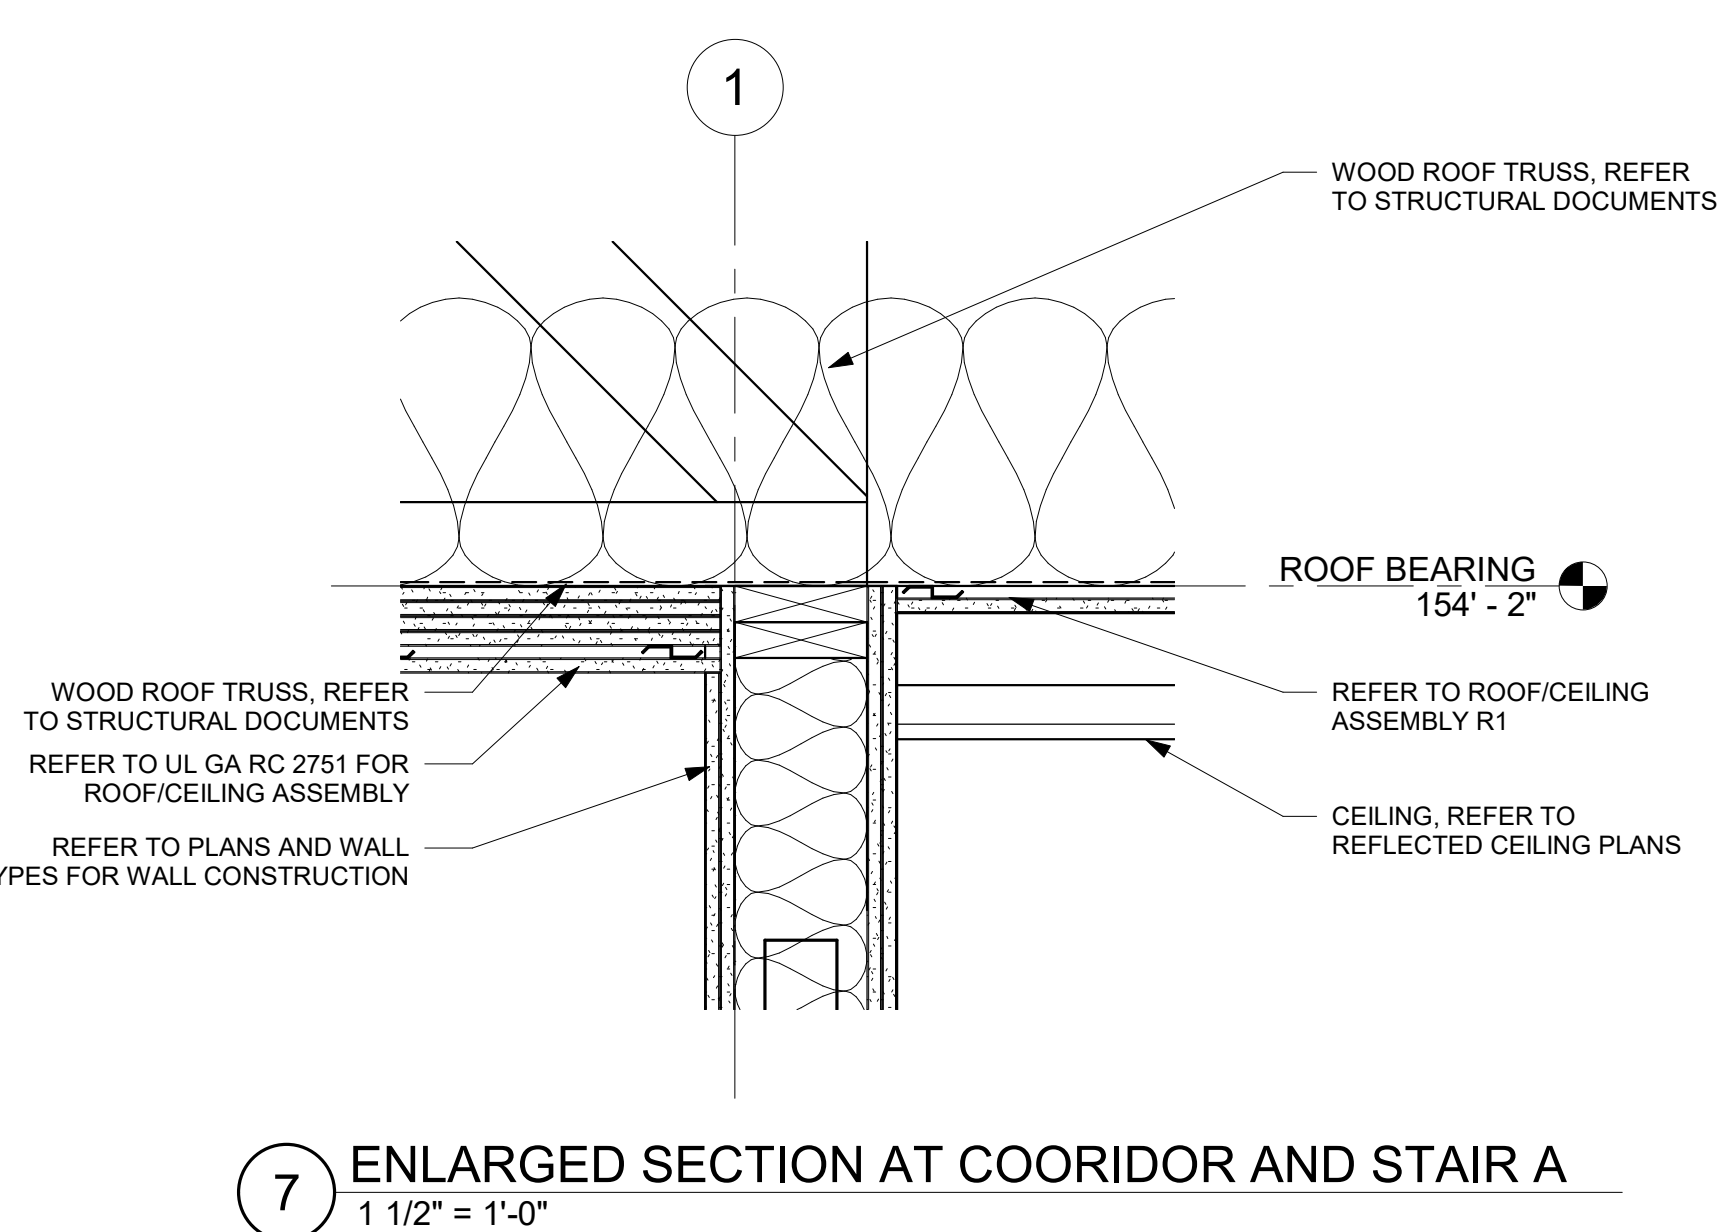 1
WOOD ROOF TRUSS, REFER
TO STRUCTURAL DOCUMENTS
ROOF BEARING
154' - 2"
WOOD ROOF TRUSS, REFER
TO STRUCTURAL DOCUMENTS
REFER TO UL GA RC 2751 FOR
ROOF/CEILING ASSEMBLY
REFER TO PLANS AND WALL
YPES FOR WALL CONSTRUCTION
REFER TO ROOF/CEILING
ASSEMBLY R1
CEILING, REFER TO
REFLECTED CEILING PLANS
7
ENLARGED SECTION AT COORIDOR AND STAIR A
1 1/2" = 1'-0"